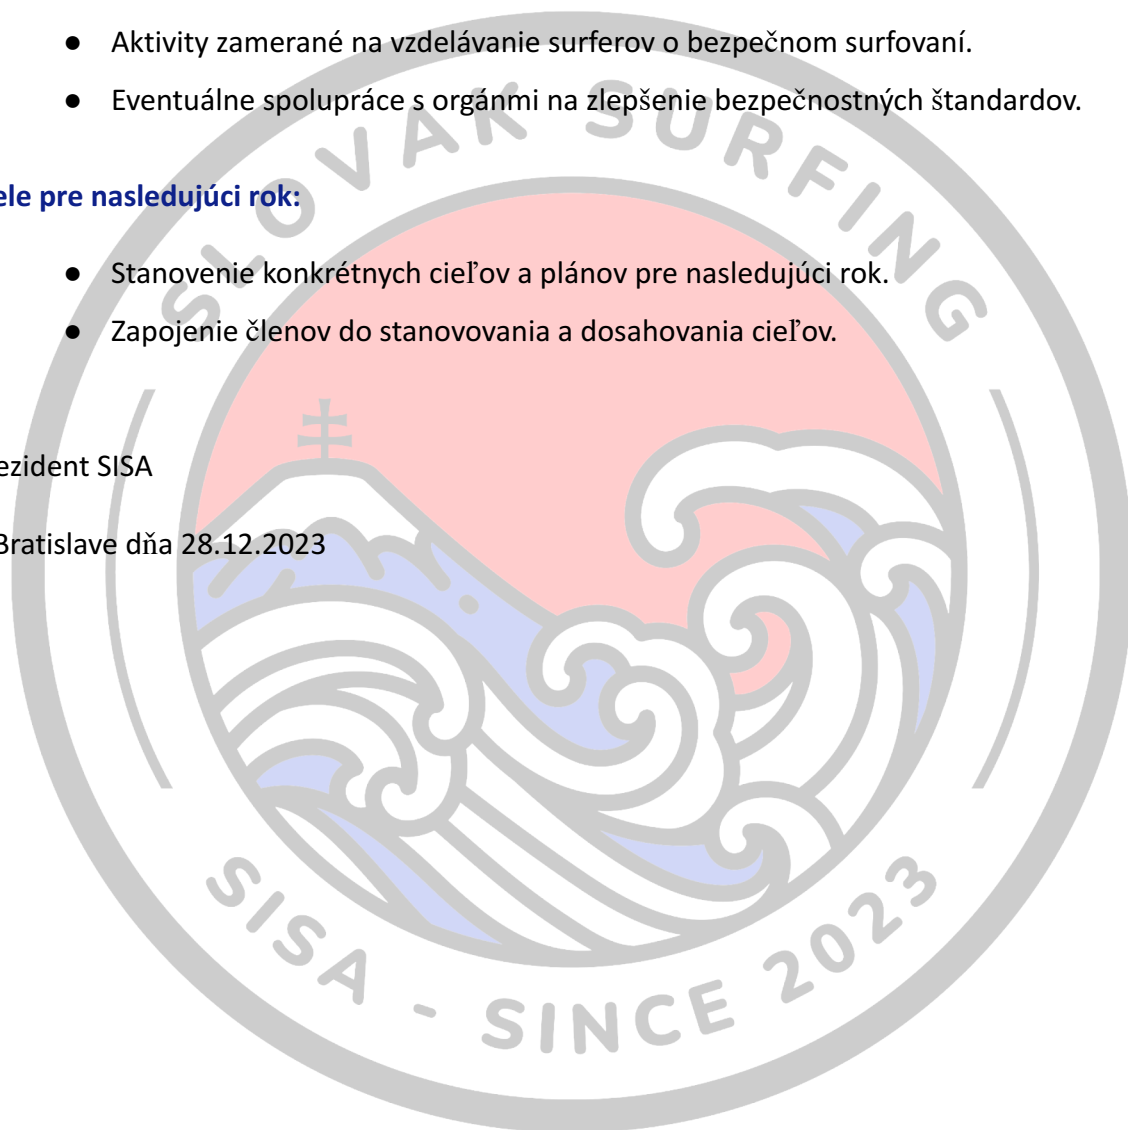 ● Aktivity zamerané na vzdelávanie surferov o bezpečnom surfovaní.
● Eventuálne spolupráce s orgánmi na zlepšenie bezpečnostných štandardov.
ele pre nasledujúci rok:
● Stanovenie konkrétnych cieľov a plánov pre nasledujúci rok.
● Zapojenie členov do stanovovania a dosahovania cieľov.
ezident SISA
Bratislave dňa 28.12.2023
SLOVAK SURFING
SISA - SINCE 2023